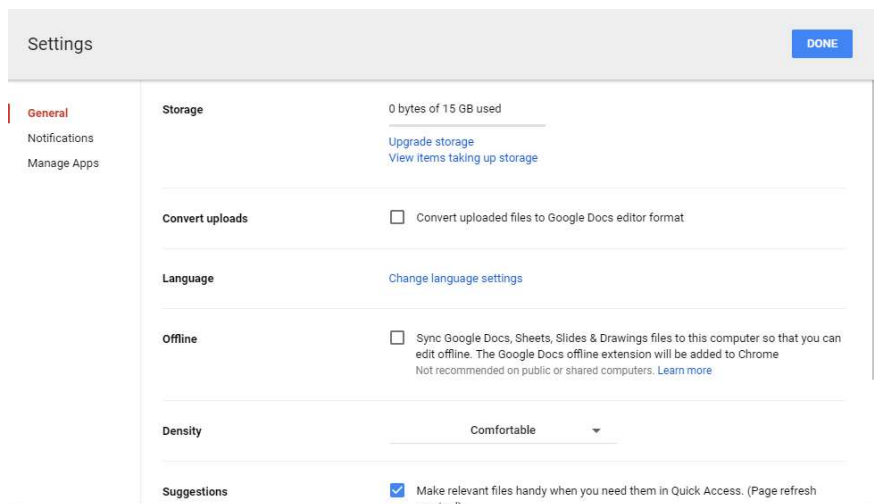 Settings
DONE
General
Notifications
Manage Apps
Storage
0 bytes of 15 GB used
Upgrade storage
View items taking up storage
Convert uploads
Convert uploaded files to Google Docs editor format
Language
Change language settings
Offline
Sync Google Docs, Sheets, Slides & Drawings files to this computer so that you can
edit offline. The Google Docs offline extension will be added to Chrome
Not recommended on public or shared computers. Learn more
Density
Comfortable
Suggestions
Make relevant files handy when you need them in Quick Access. (Page refresh